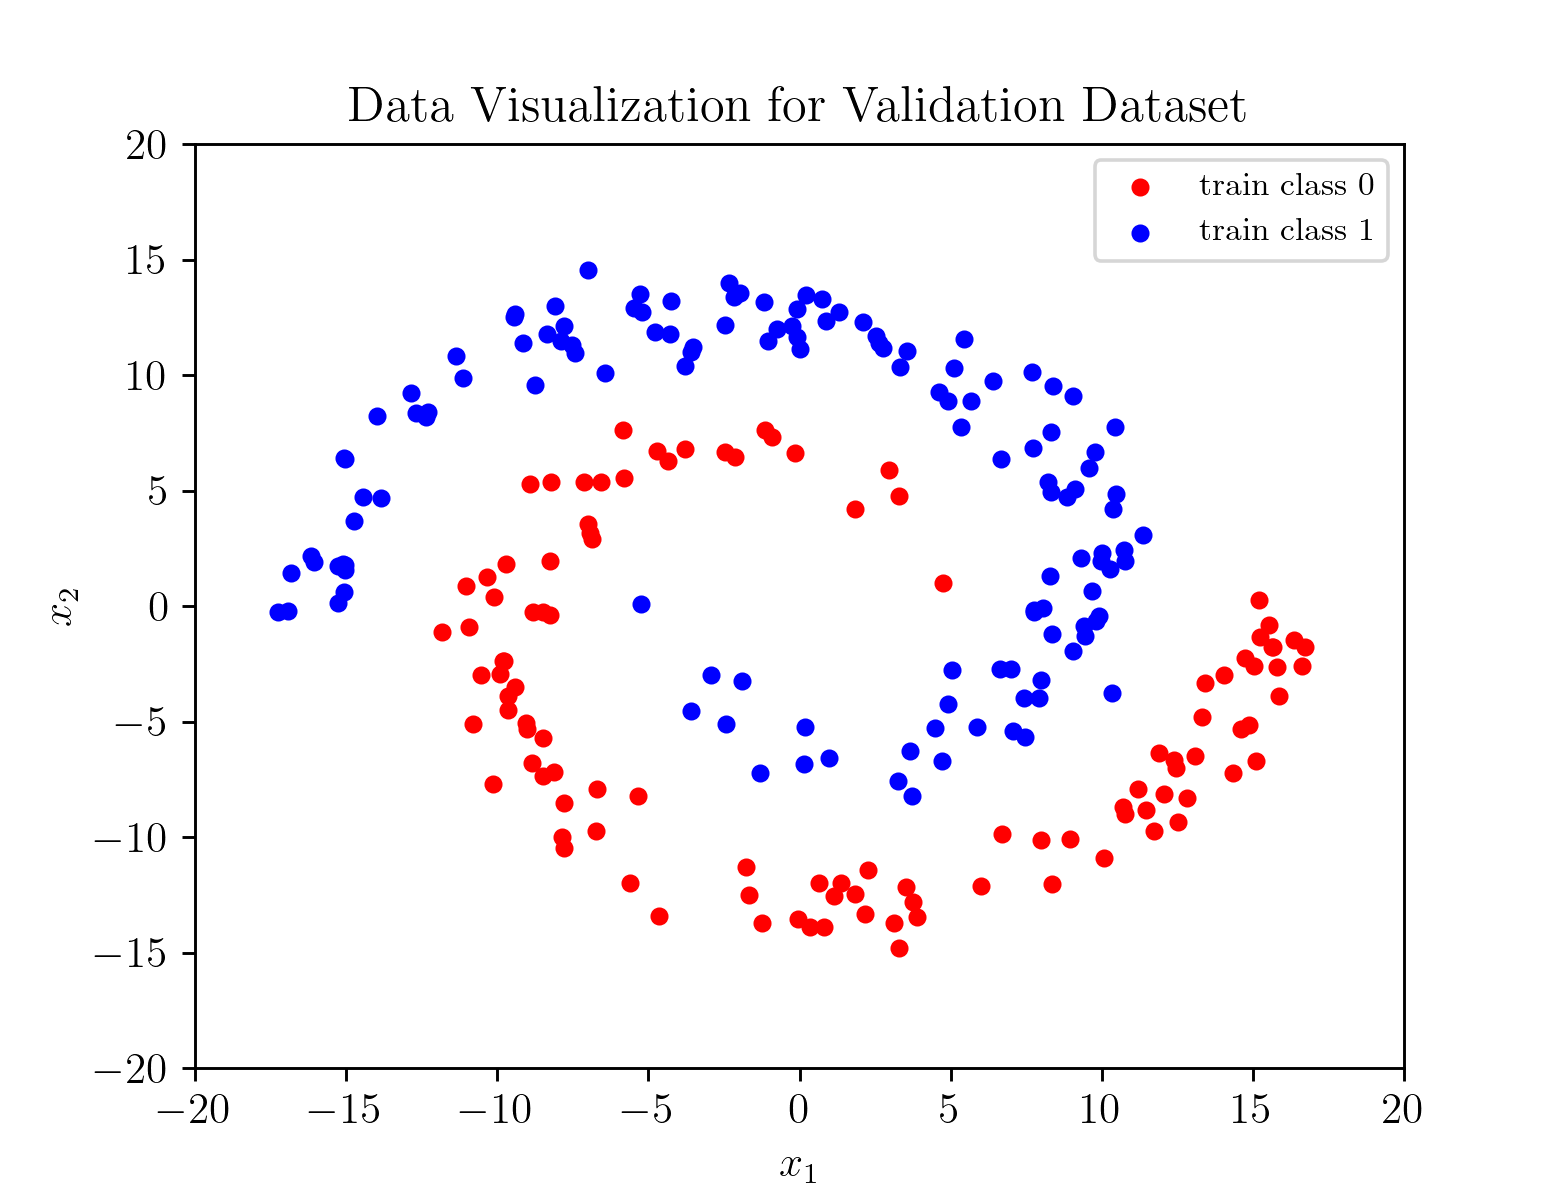 Data Visualization for Validation Dataset
20
15
10
5
0
−5
−10
−15
−20
x₂
train class 0
train class 1
−20 −15 −10 −5 0 5 10 15 20
x₁